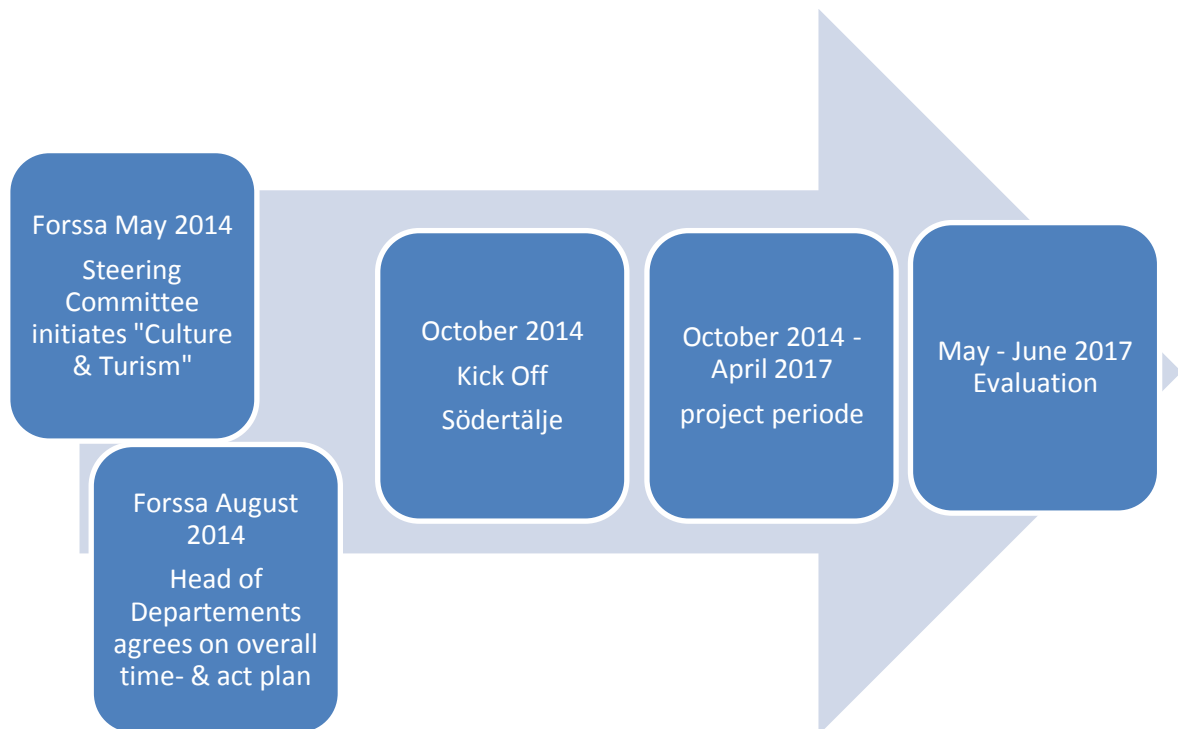 Forssa May 2014
Steering
Committee
initiates "Culture
& Turism"
Forssa August
2014
Head of
Departements
agrees on overall
time- & act plan
October 2014
Kick Off
Södertälje
October 2014 -
April 2017
project periode
May - June 2017
Evaluation